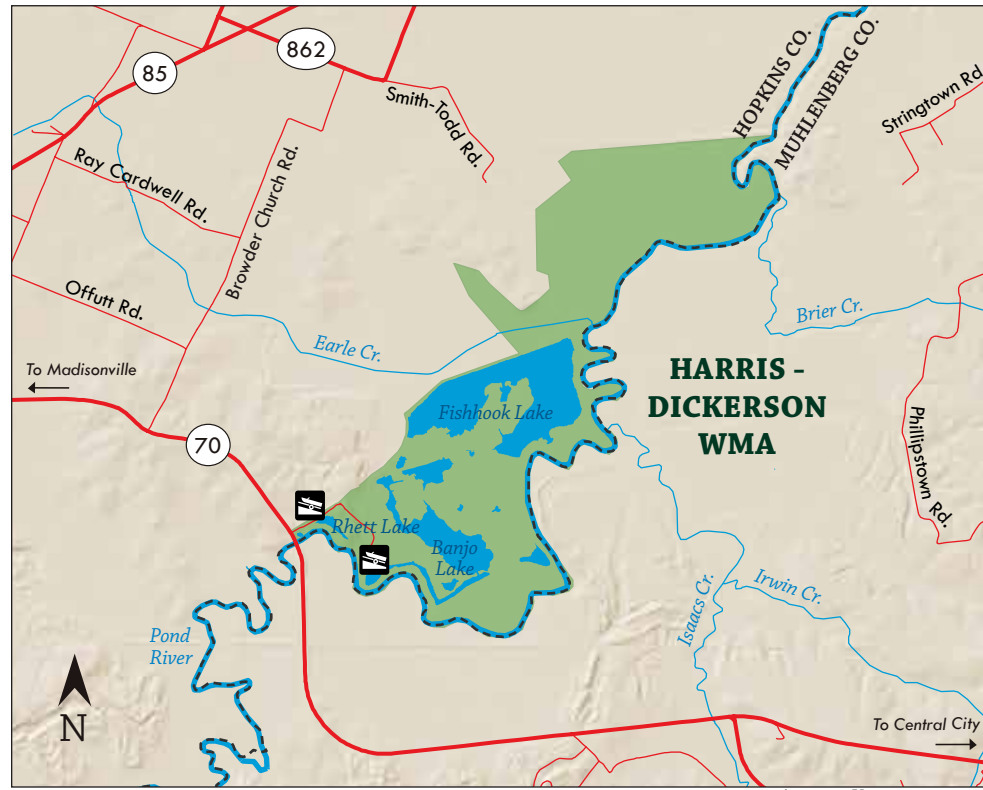 862
85
HOPKINS CO.
MUHLENBERG CO.
Stringtown Rd.
Smith-Todd Rd.
Ray Cardwell Rd.
Browder Church Rd.
Offutt Rd.
Earle Cr.
Brier Cr.
To Madisonville
HARRIS -
DICKERSON
WMA
Fishhook Lake
Phillipstown Rd.
70
Rhett Lake
Banjo
Lake
Isaacs Cr.
Irwin Cr.
Pond
River
N
To Central City